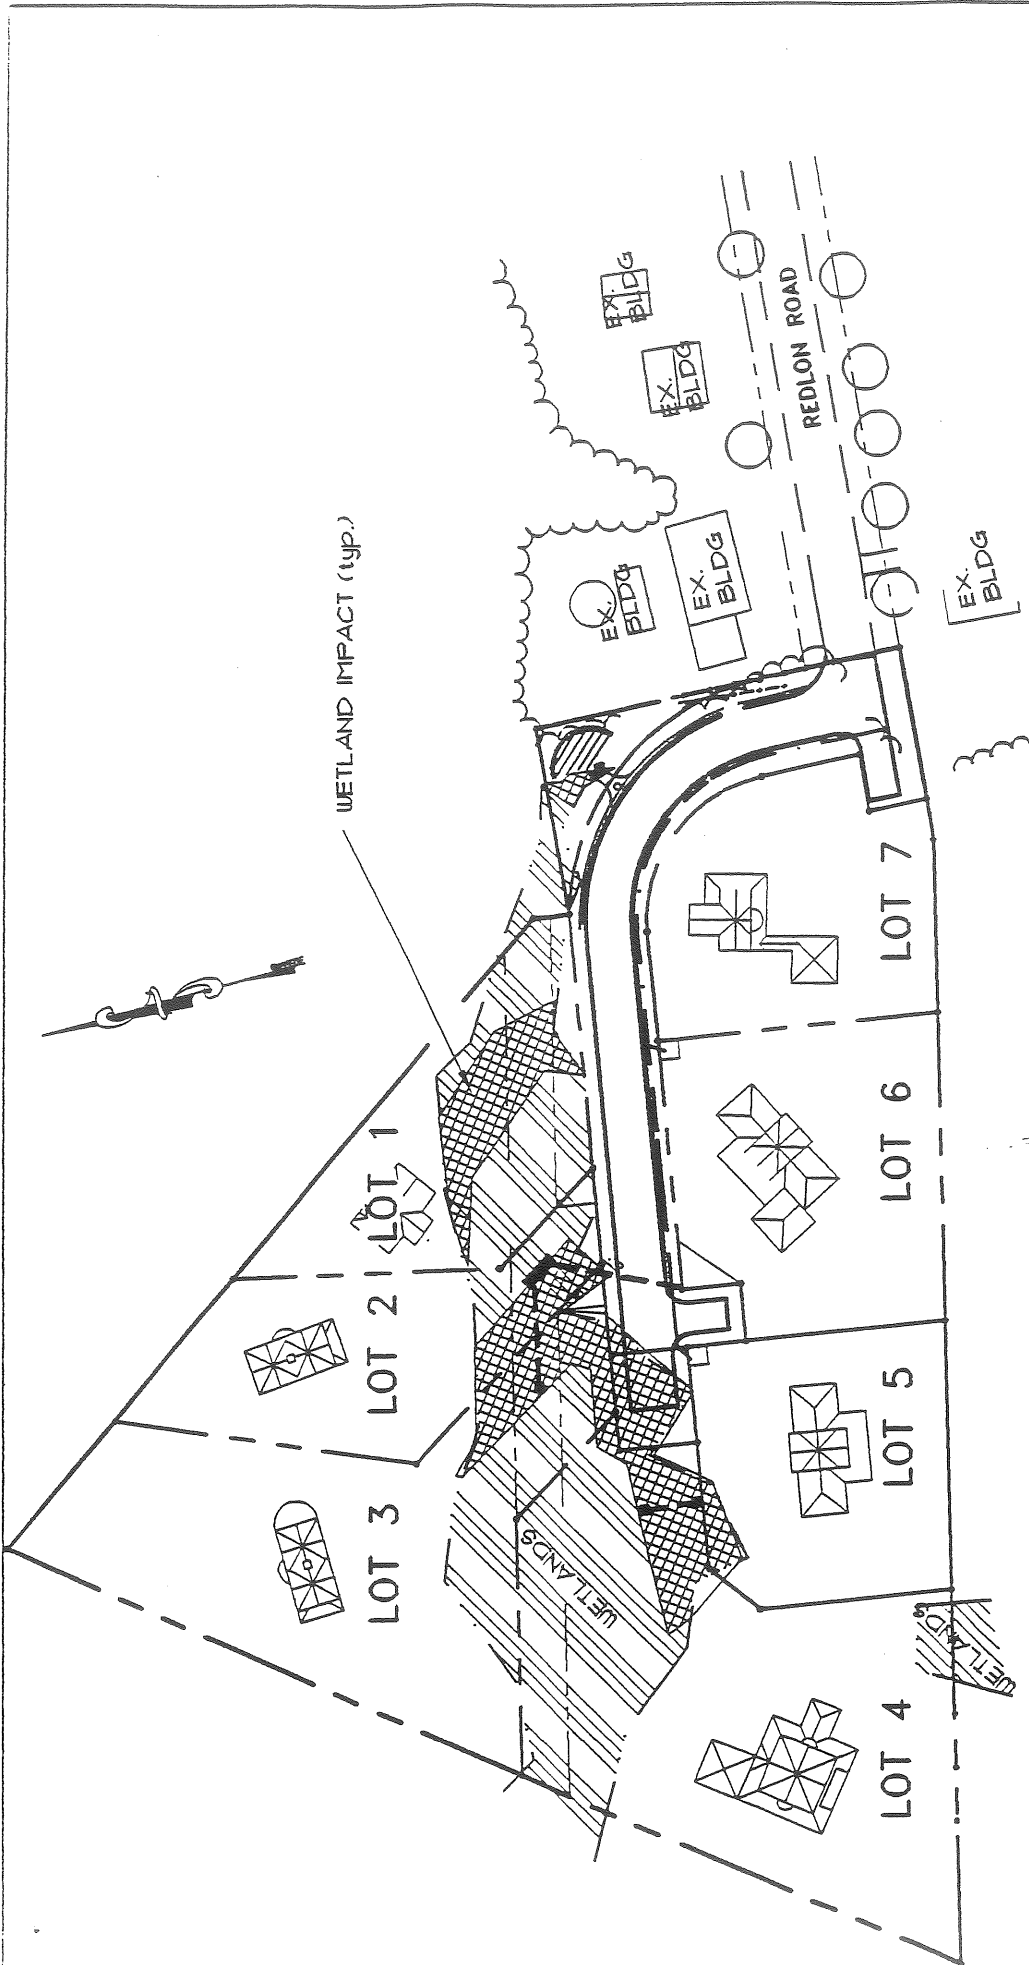 WETLAND IMPACT (typ.)
EX.
BLDG
EX.
BLDG
EX.
BLDG
EX.
BLDG
EX.
BLDG
REDLON ROAD
LOT 1
LOT 2
LOT 3
LOT 4
LOT 5
LOT 6
LOT 7
WETLANDS
WETLANDS